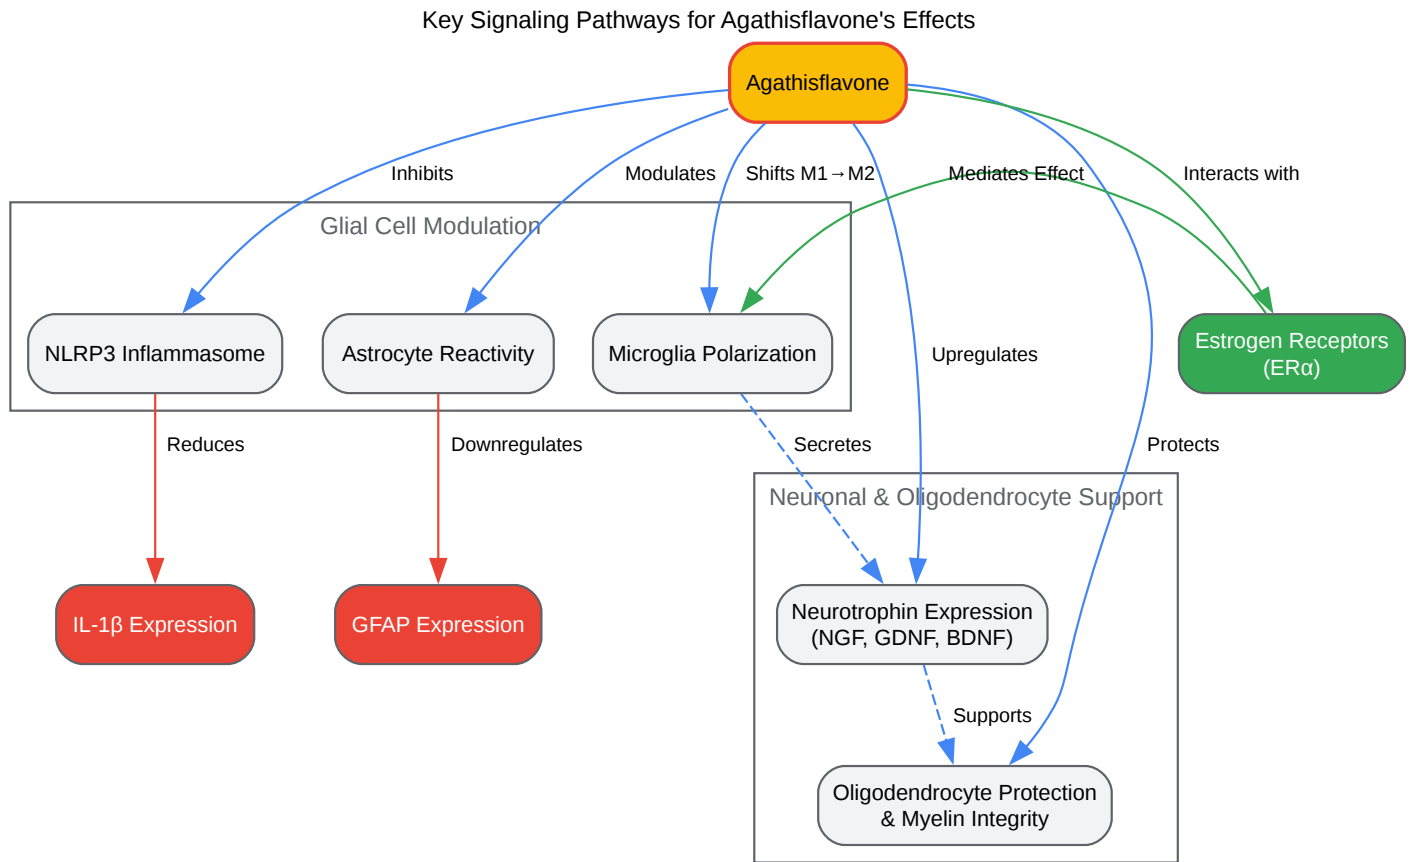 Key Signaling Pathways for Agathisflavone's Effects
Agathisflavone
Inhibits
Modulates
Shifts M1→M2
Mediates Effect
Interacts with
Glial Cell Modulation
NLRP3 Inflammasome
Astrocyte Reactivity
Microglia Polarization
Upregulates
Estrogen Receptors
(ERα)
Reduces
Downregulates
Secretes
Protects
Neuronal & Oligodendrocyte Support
IL-1β Expression
GFAP Expression
Neurotrophin Expression
(NGF, GDNF, BDNF)
Supports
Oligodendrocyte Protection
& Myelin Integrity